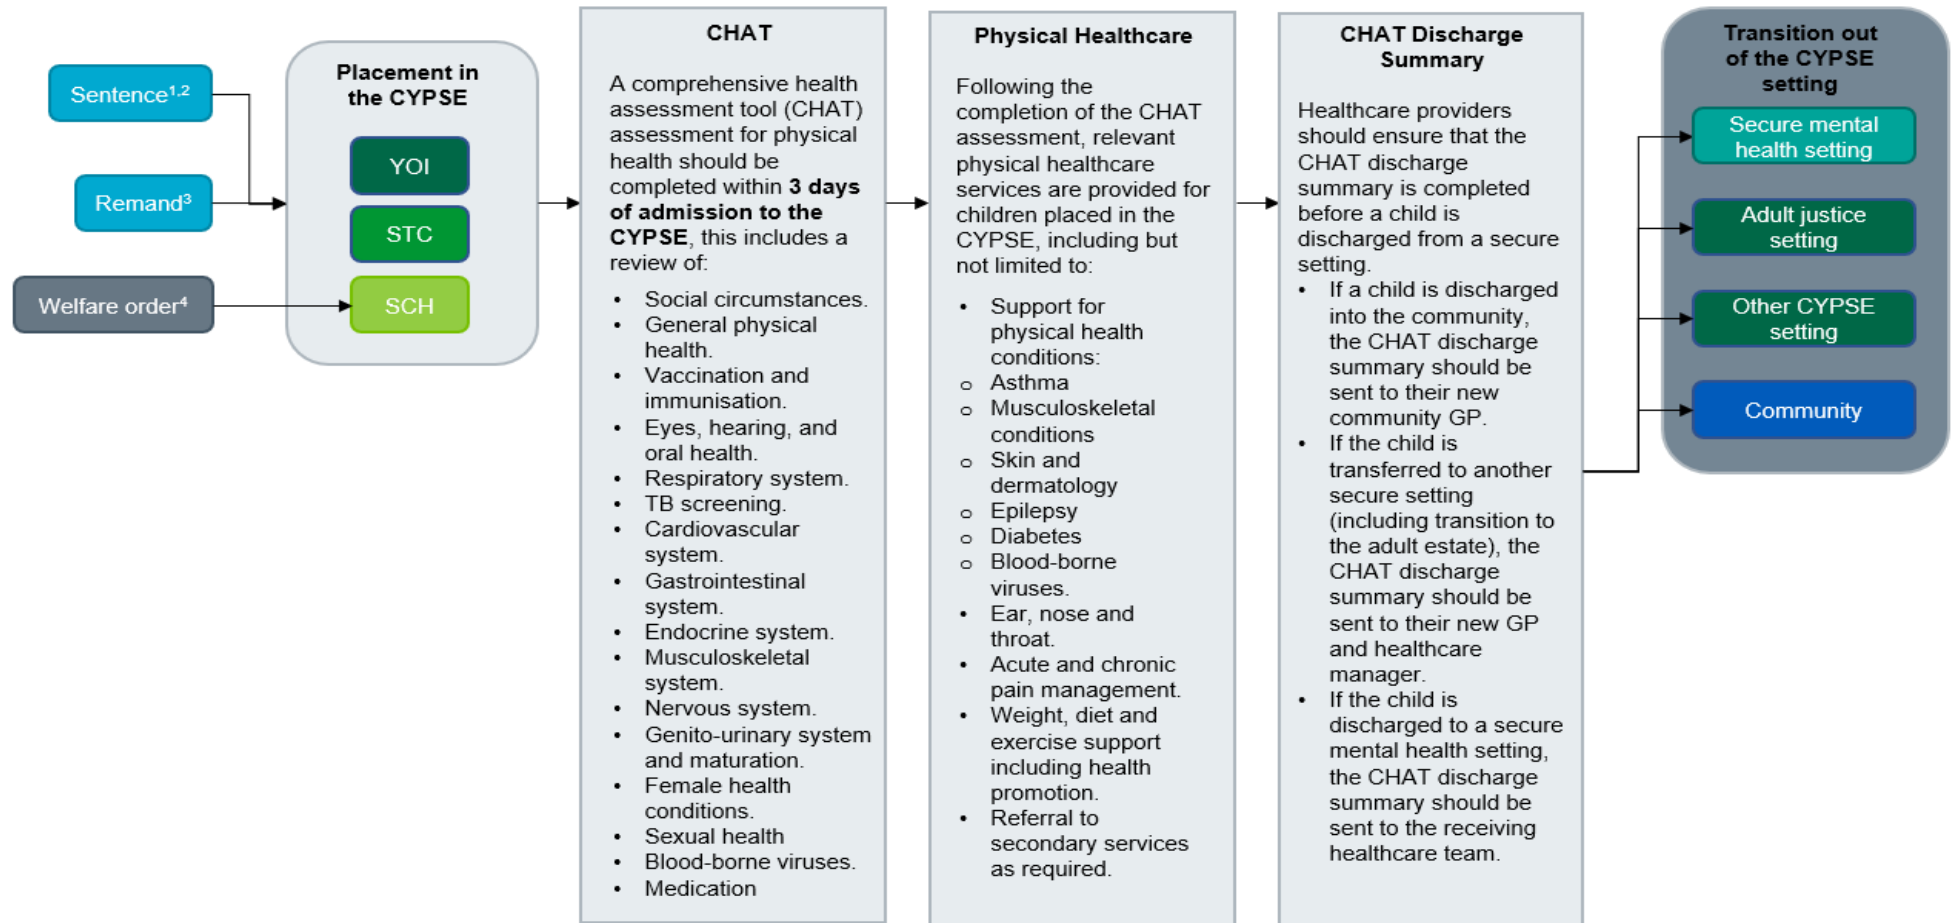 Sentence¹,²
Remand³
Welfare order⁴
Placement in
the CYPSE
YOI
STC
SCH
CHAT
A comprehensive health
assessment tool (CHAT)
assessment for physical
health should be
completed within 3 days
of admission to the
CYPSE, this includes a
review of:
• Social circumstances.
• General physical
health.
• Vaccination and
immunisation.
• Eyes, hearing, and
oral health.
• Respiratory system.
• TB screening.
• Cardiovascular
system.
• Gastrointestinal
system.
• Endocrine system.
• Musculoskeletal
system.
• Nervous system.
• Genito-urinary system
and maturation.
• Female health
conditions.
• Sexual health
• Blood-borne viruses.
• Medication
Physical Healthcare
Following the
completion of the CHAT
assessment, relevant
physical healthcare
services are provided for
children placed in the
CYPSE, including but
not limited to:
• Support for
physical health
conditions:
o Asthma
o Musculoskeletal
conditions
o Skin and
dermatology
o Epilepsy
o Diabetes
o Blood-borne
viruses.
• Ear, nose and
throat.
• Acute and chronic
pain management.
• Weight, diet and
exercise support
including health
promotion.
• Referral to
secondary services
as required.
CHAT Discharge
Summary
Healthcare providers
should ensure that the
CHAT discharge
summary is completed
before a child is
discharged from a secure
setting.
• If a child is discharged
into the community,
the CHAT discharge
summary should be
sent to their new
community GP.
• If the child is
transferred to another
secure setting
(including transition to
the adult estate), the
CHAT discharge
summary should be
sent to their new GP
and healthcare
manager.
• If the child is
discharged to a secure
mental health setting,
the CHAT discharge
summary should be
sent to the receiving
healthcare team.
Transition out
of the CYPSE
setting
Secure mental
health setting
Adult justice
setting
Other CYPSE
setting
Community